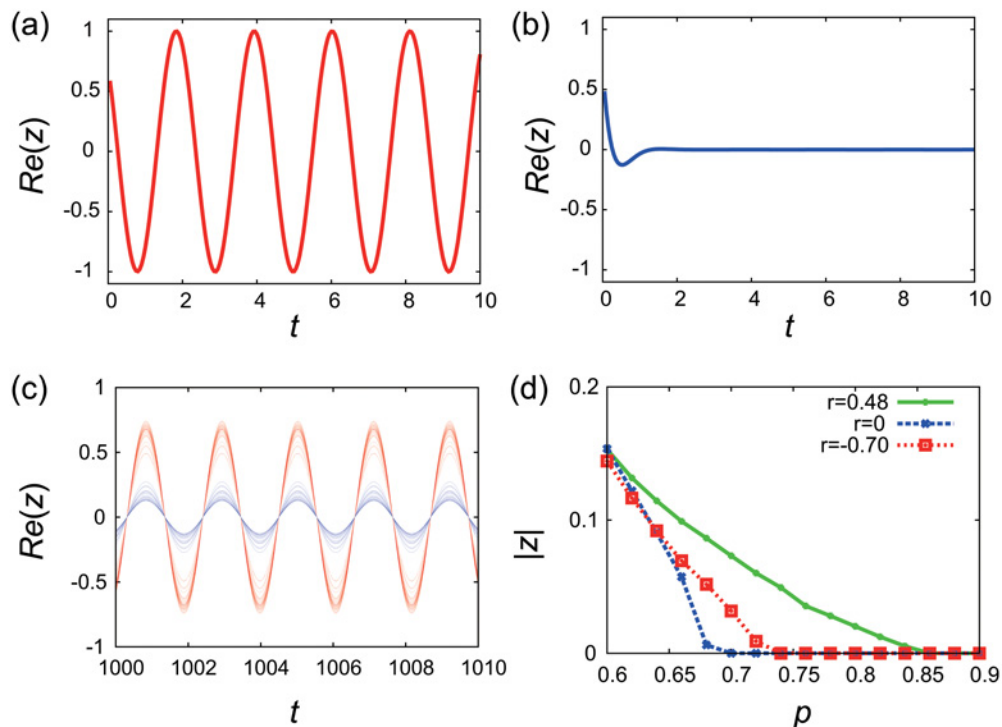 (a)
1
0.5
0
-0.5
-1
Re(z)
0 2 4 6 8 10
t
(b)
1
0.5
0
-0.5
-1
Re(z)
0 2 4 6 8 10
t
(c)
1
0.5
0
-0.5
-1
Re(z)
1000 1002 1004 1006 1008 1010
t
(d)
0.2
0.1
0
|z|
r=0.48
r=0
r=-0.70
0.6 0.65 0.7 0.75 0.8 0.85 0.9
p